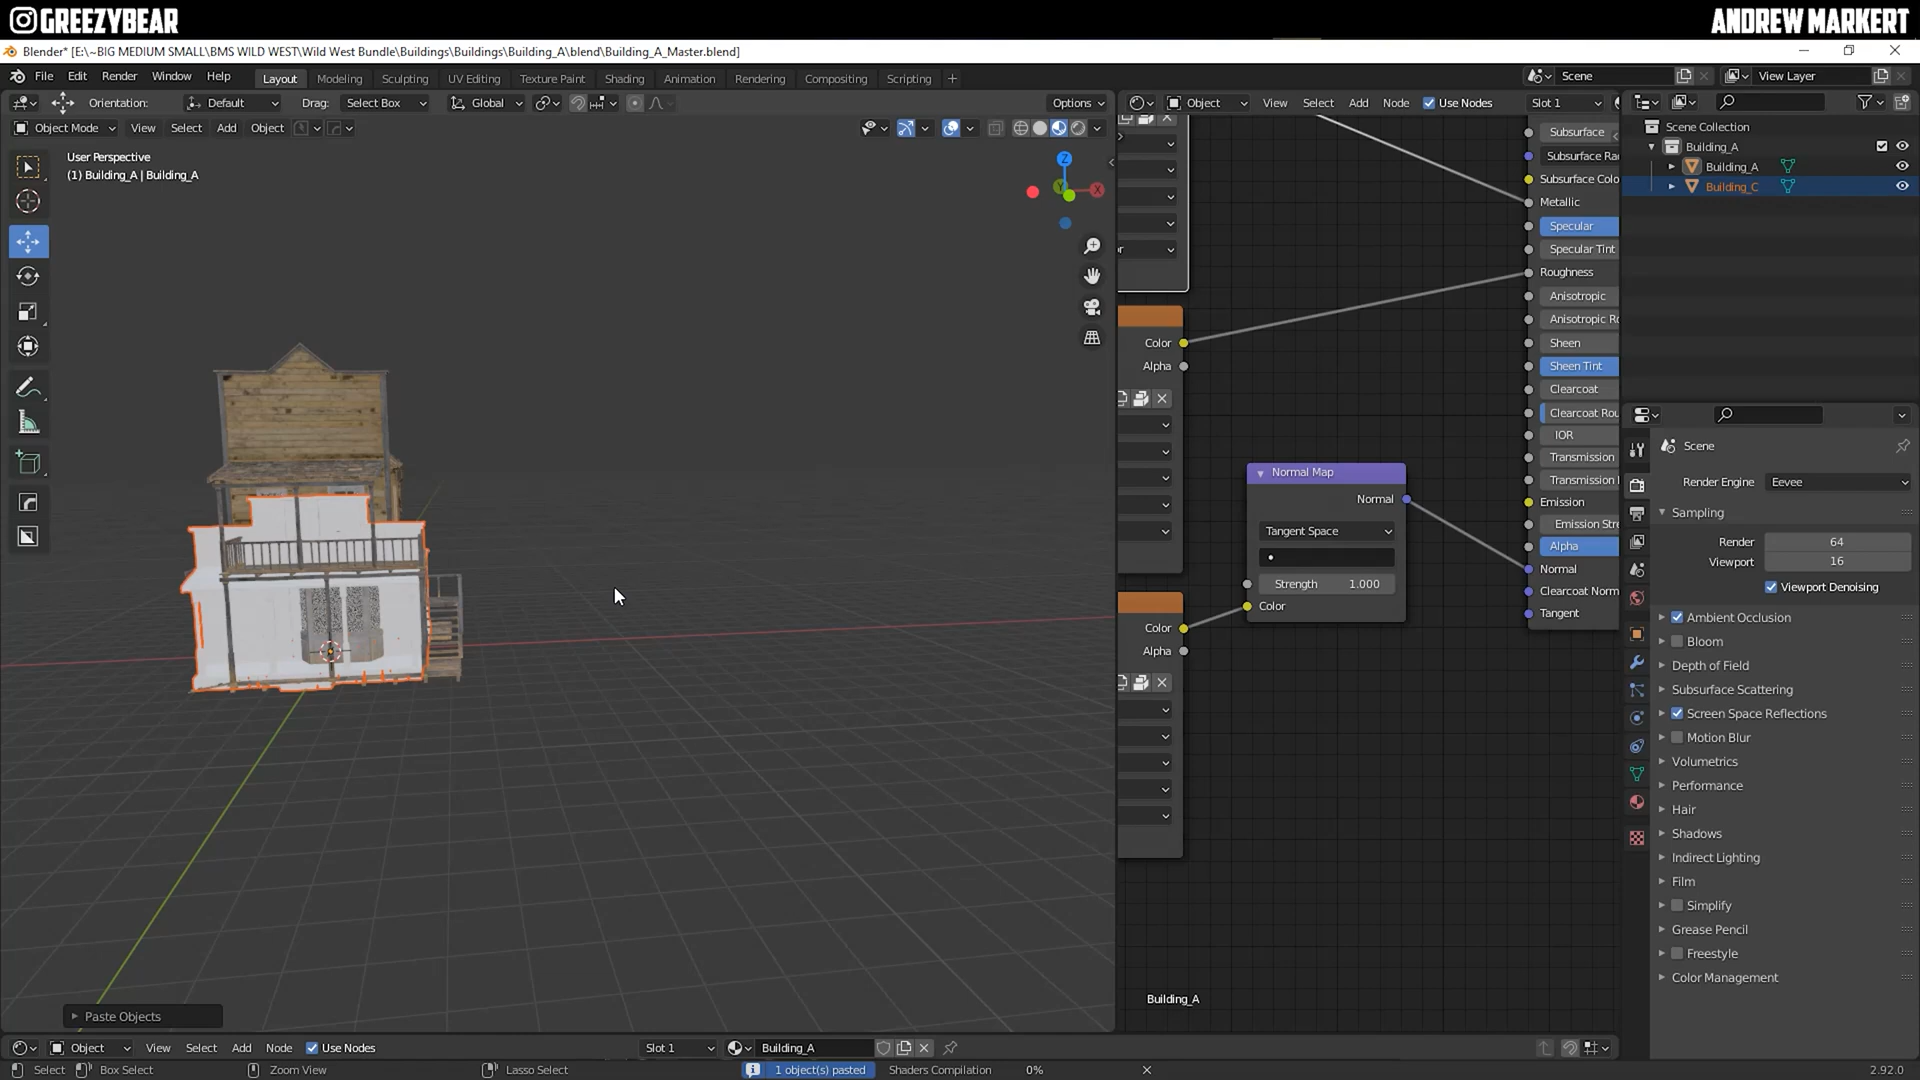 GREEZYBEAR
ANDREW MARKERT
Blender* [E:\~BIG MEDIUM SMALL\BMS WILD WEST\Wild West Bundle\Buildings\Buildings\Building_A\blend\Building_A_Master.blend]
File Edit Render Window Help Layout Modeling Sculpting UV Editing Texture Paint Shading Animation Rendering Compositing Scripting + Scene View Layer
Orientation: Default Drag: Select Box Global Options Object View Select Add Node Use Nodes Slot 1
Object Mode View Select Add Object
User Perspective
(1) Building_A | Building_A
Z
Y
X
Subsurface
Subsurface Ra
Subsurface Colo
Metallic
Specular
Specular Tint
Roughness
Anisotropic
Anisotropic Ro
Sheen
Sheen Tint
Clearcoat
Clearcoat Rou
IOR
Transmission
Transmission
Emission
Emission Stre
Alpha
Normal
Clearcoat Norm
Tangent
Color
Alpha
Normal Map
Normal
Tangent Space
Strength 1.000
Color
Color
Alpha
Building_A
Scene Collection
Building_A
Building_A
Building_C
Scene
Render Engine Eevee
Sampling
Render 64
Viewport 16
Viewport Denoising
Ambient Occlusion
Bloom
Depth of Field
Subsurface Scattering
Screen Space Reflections
Motion Blur
Volumetrics
Performance
Hair
Shadows
Indirect Lighting
Film
Simplify
Grease Pencil
Freestyle
Color Management
Paste Objects
Object View Select Add Node Use Nodes Slot 1 Building_A
Select Box Select Zoom View Lasso Select 1 object(s) pasted Shaders Compilation 0% 2.92.0